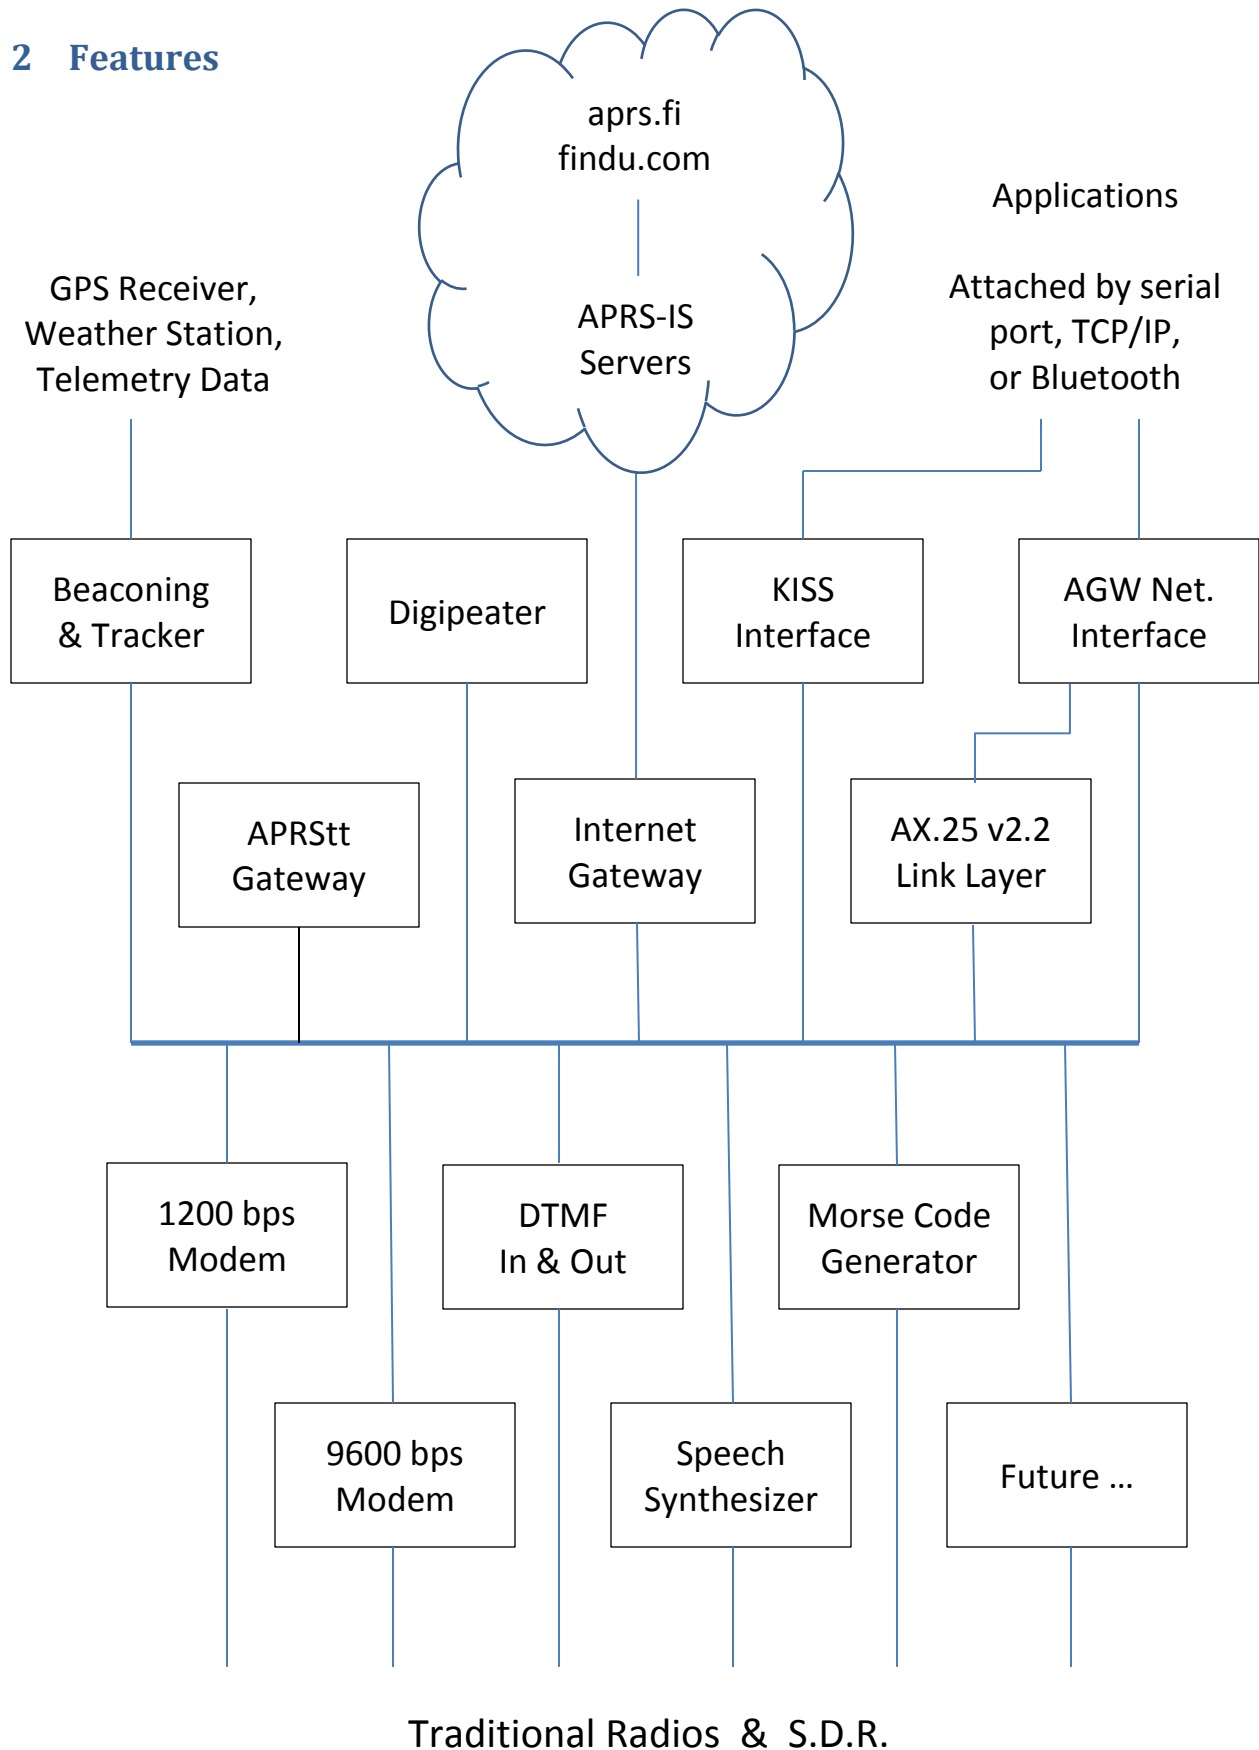 2 Features
aprs.fi
findu.com
Applications
GPS Receiver,
Weather Station,
Telemetry Data
APRS-IS
Servers
Attached by serial
port, TCP/IP,
or Bluetooth
Beaconing
& Tracker
Digipeater
KISS
Interface
AGW Net.
Interface
APRStt
Gateway
Internet
Gateway
AX.25 v2.2
Link Layer
1200 bps
Modem
DTMF
In & Out
Morse Code
Generator
9600 bps
Modem
Speech
Synthesizer
Future ...
Traditional Radios & S.D.R.